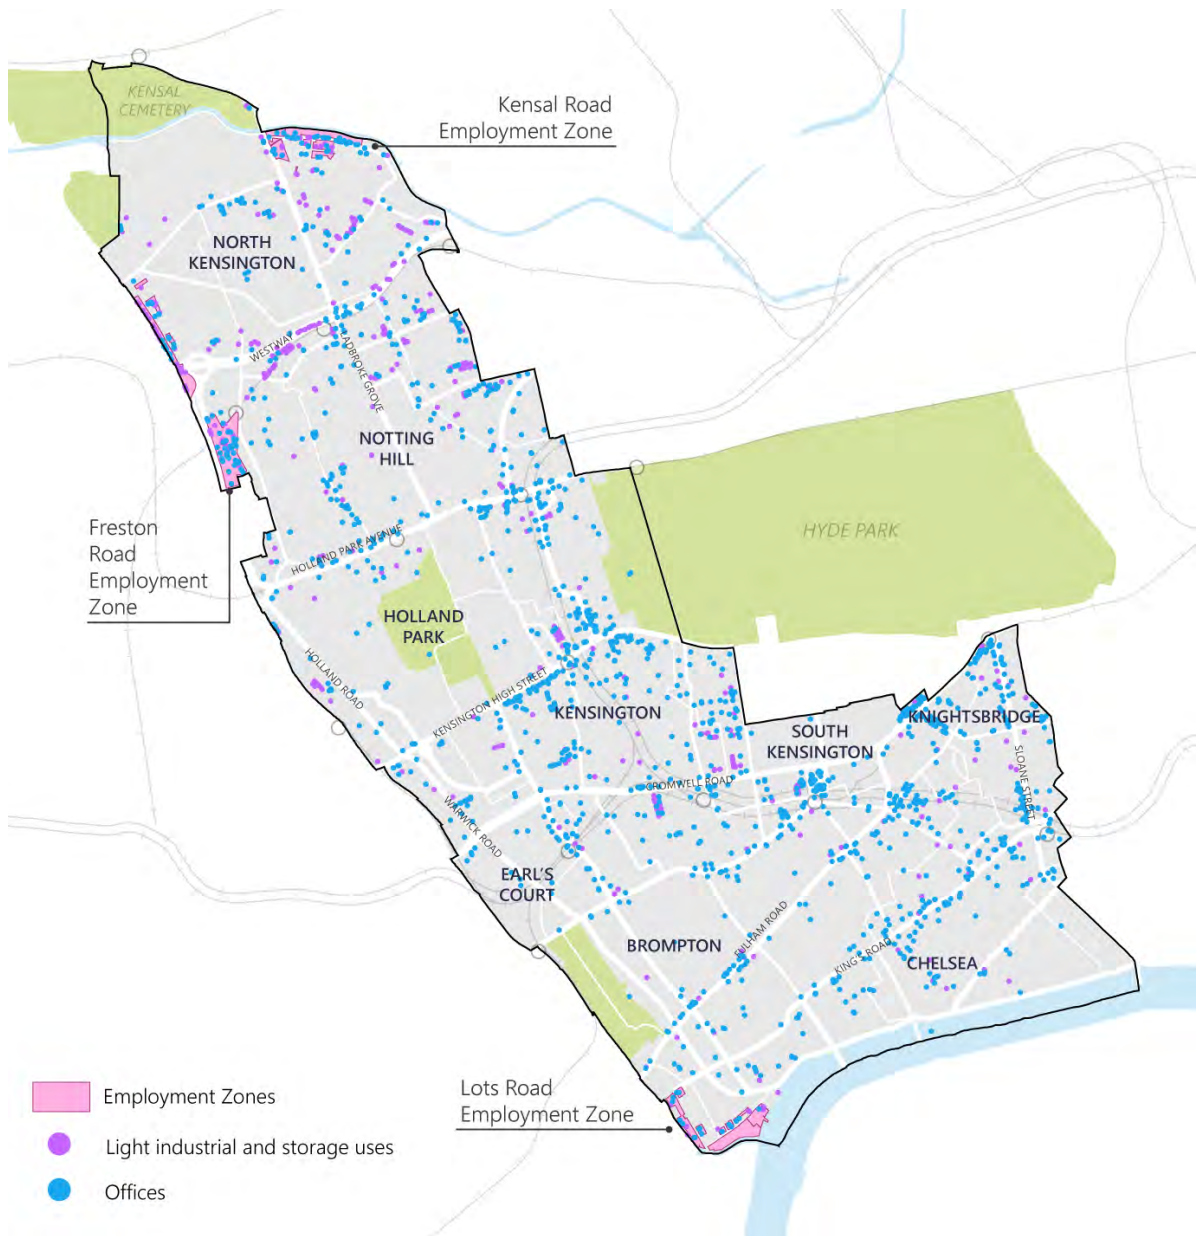 KENSAL
CEMETERY
Kensal Road
Employment Zone
NORTH
KENSINGTON
WESTWAY
LADBROKE GROVE
NOTTING
HILL
Freston
Road
Employment
Zone
HOLLAND PARK AVENUE
HYDE PARK
HOLLAND
PARK
HOLLAND ROAD
KENSINGTON HIGH STREET
KENSINGTON
SOUTH
KENSINGTON
KNIGHTSBRIDGE
SLOANE STREET
CROMWELL ROAD
WARWICK ROAD
EARL'S
COURT
BROMPTON
FULHAM ROAD
KING'S ROAD
CHELSEA
Lots Road
Employment Zone
Employment Zones
Light industrial and storage uses
Offices